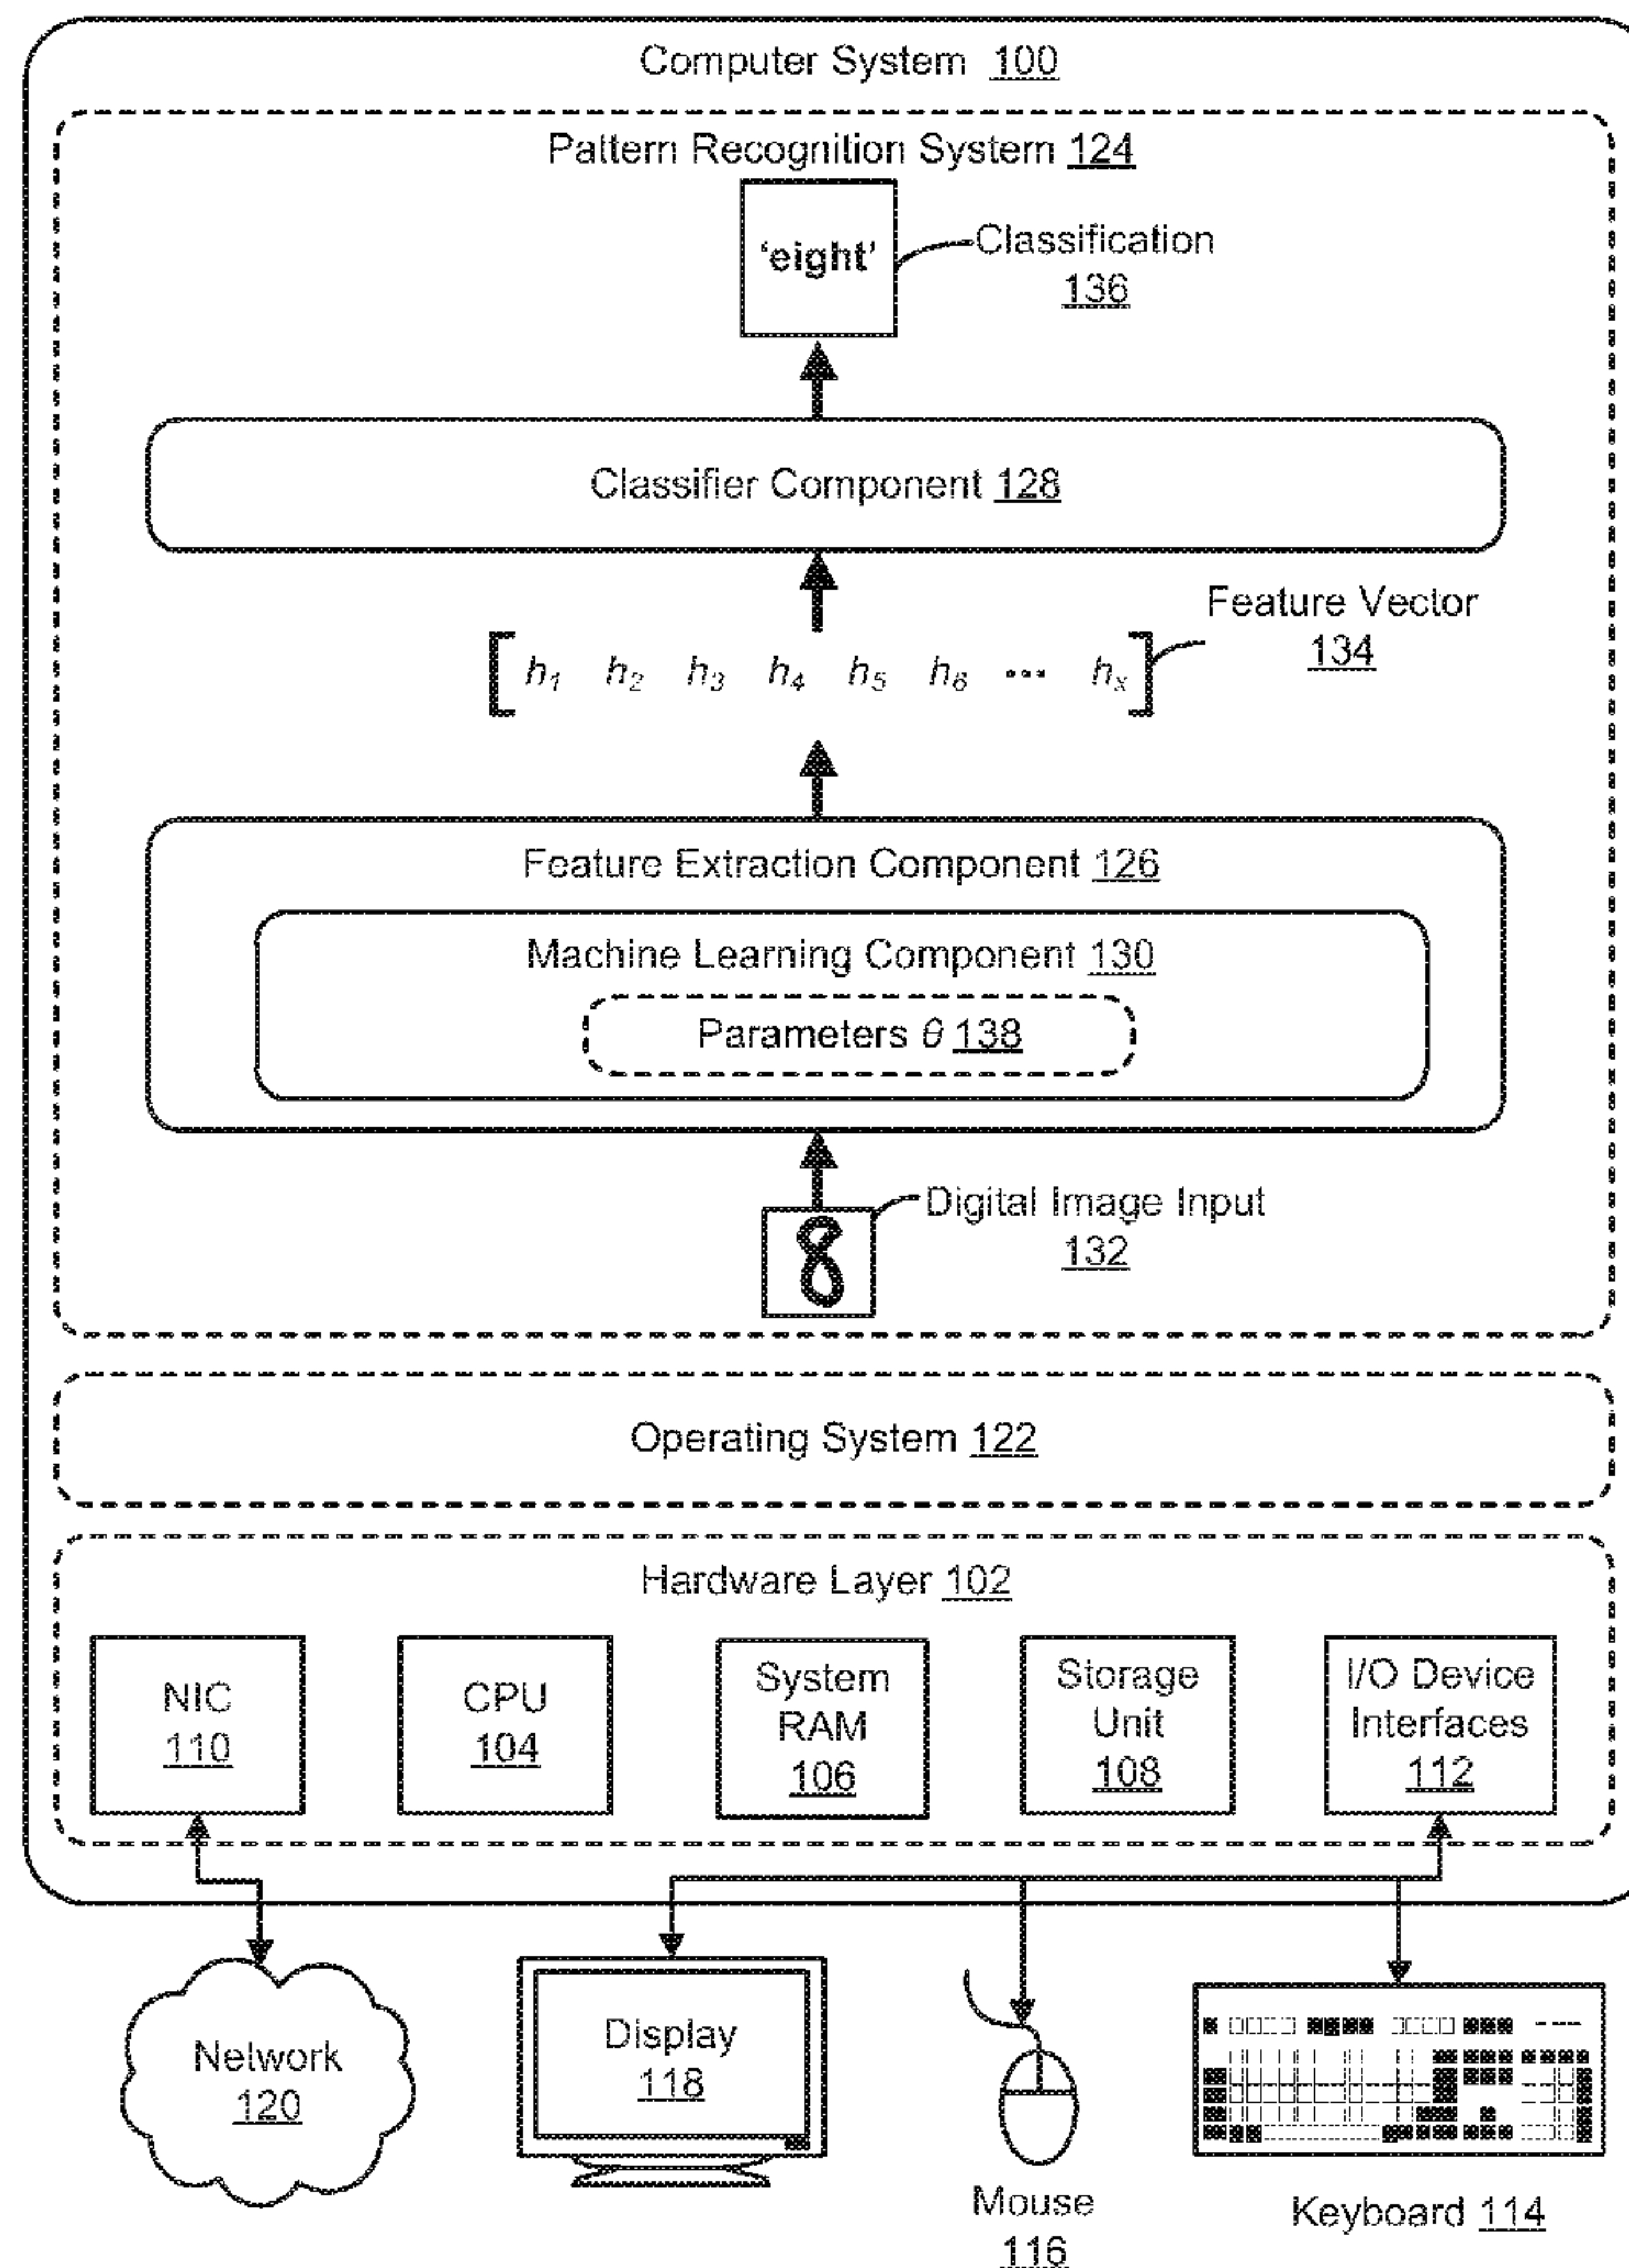 Computer System 100
Pattern Recognition System 124
'eight'
Classification
136
Classifier Component 128
Feature Vector
134
h1 h2 h3 h4 h5 h6 ... hx
Feature Extraction Component 126
Machine Learning Component 130
Parameters θ 138
8
Digital Image Input
132
Operating System 122
Hardware Layer 102
NIC
110
CPU
104
System
RAM
106
Storage
Unit
108
I/O Device
Interfaces
112
Network
120
Display
118
Mouse
116
Keyboard 114